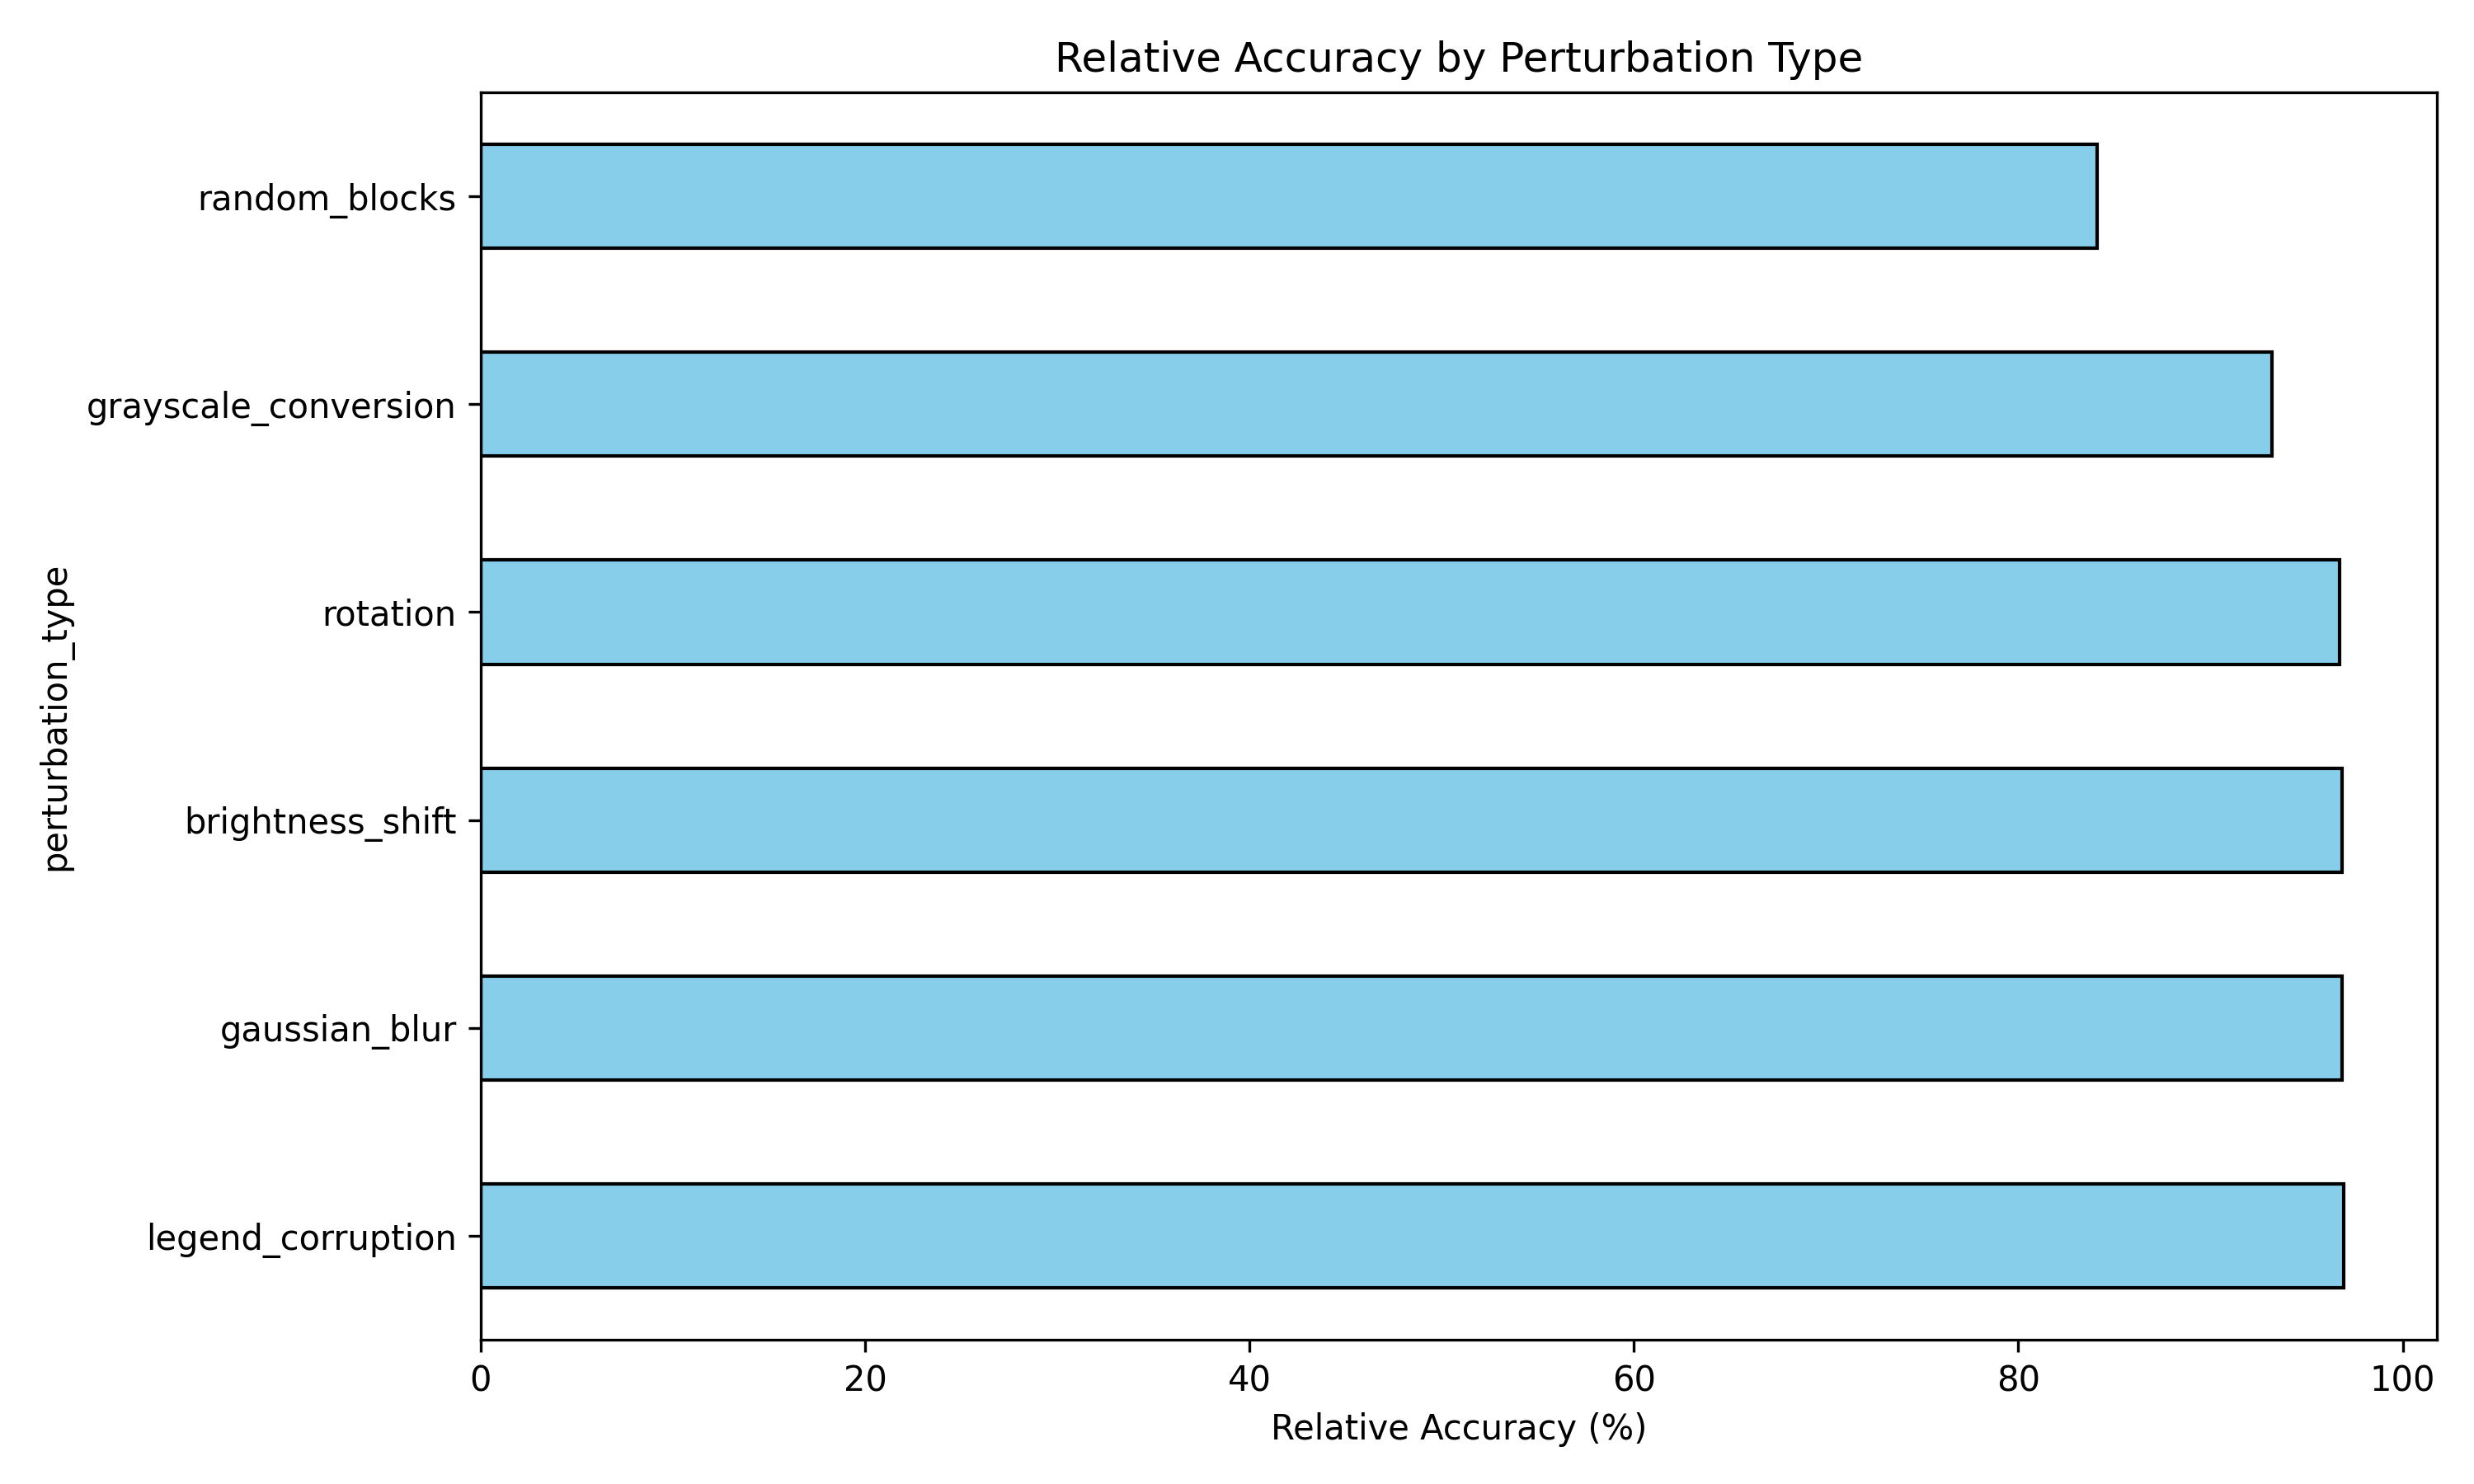 Relative Accuracy by Perturbation Type
perturbation_type
random_blocks
grayscale_conversion
rotation
brightness_shift
gaussian_blur
legend_corruption
0 20 40 60 80 100
Relative Accuracy (%)